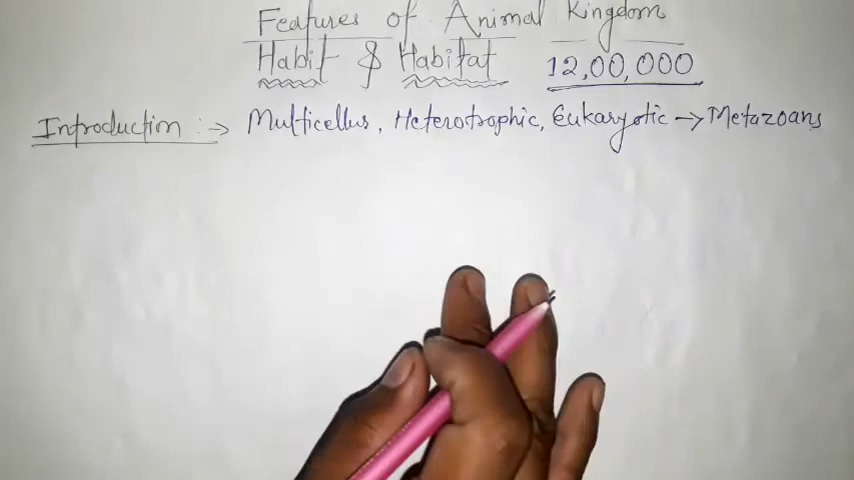 Features of Animal Kingdom
Habit & Habitat 12,00,000
Introduction :→ Multicellus, Heterotrophic, Eukaryotic → Metazoans